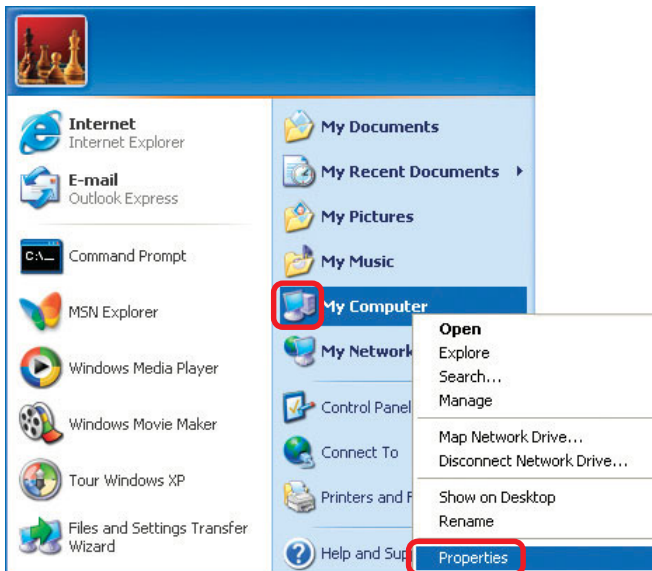 Internet
Internet Explorer
E-mail
Outlook Express
C:\_
Command Prompt
MSN Explorer
Windows Media Player
Windows Movie Maker
Tour Windows XP
Files and Settings Transfer
Wizard
My Documents
My Recent Documents
My Pictures
My Music
My Computer
My Network
Control Panel
Connect To
Printers and F
Help and Sup
Open
Explore
Search...
Manage
Map Network Drive...
Disconnect Network Drive...
Show on Desktop
Rename
Properties